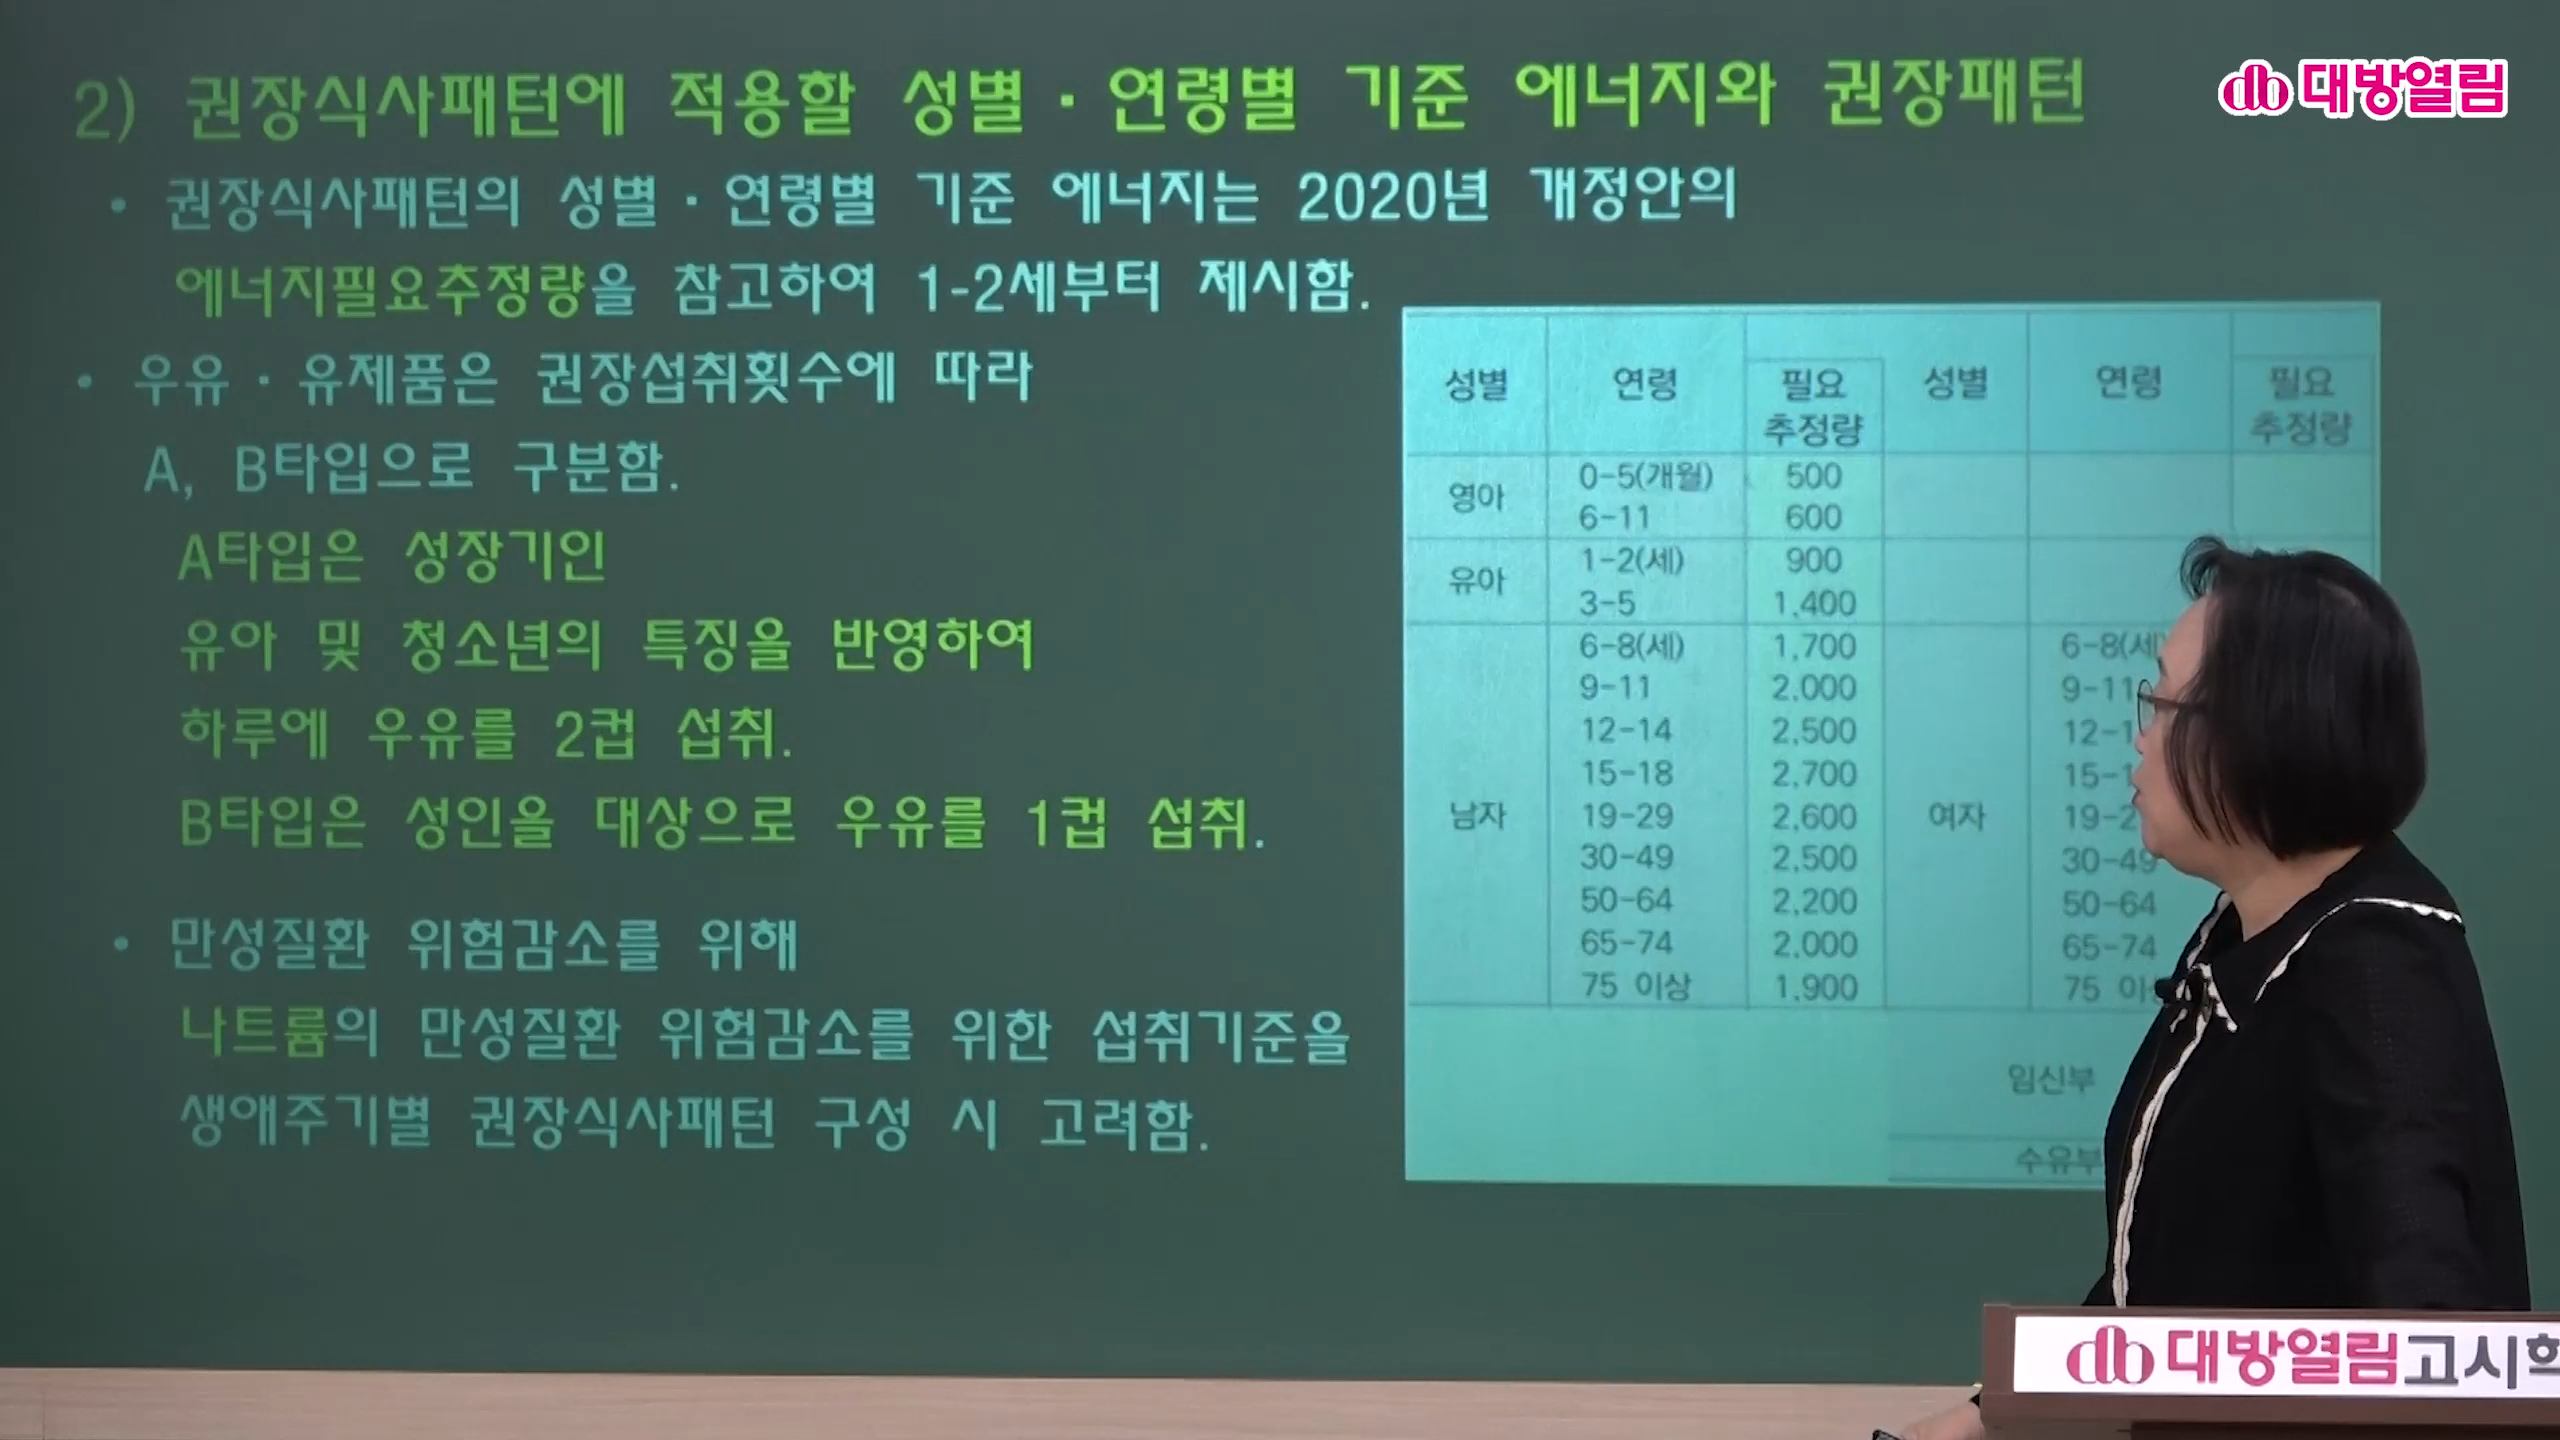 2) 권장식사패턴에 적용할 성별·연령별 기준 에너지와 권장패턴
대방열림
• 권장식사패턴의 성별·연령별 기준 에너지는 2020년 개정안의
에너지필요추정량을 참고하여 1-2세부터 제시함.
• 우유·유제품은 권장섭취횟수에 따라
A, B타입으로 구분함.
A타입은 성장기인
유아 및 청소년의 특징을 반영하여
하루에 우유를 2컵 섭취.
B타입은 성인을 대상으로 우유를 1컵 섭취.
• 만성질환 위험감소를 위해
나트륨의 만성질환 위험감소를 위한 섭취기준을
생애주기별 권장식사패턴 구성 시 고려함.
성별 연령 필요 추정량 성별 연령 필요 추정량
영아 0-5(개월) 500
6-11 600
유아 1-2(세) 900
3-5 1,400
남자 6-8(세) 1,700 여자 6-8(세
9-11 2,000 9-11
12-14 2,500 12-1
15-18 2,700 15-1
19-29 2,600 19-2
30-49 2,500 30-49
50-64 2,200 50-64
65-74 2,000 65-74
75 이상 1,900 75
임신부
수유부
대방열림고시